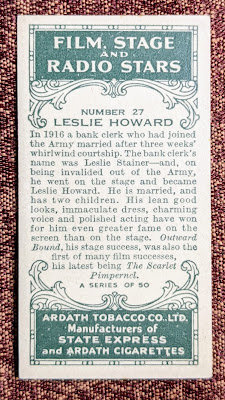 FILM, STAGE
AND
RADIO STARS
NUMBER 27
LESLIE HOWARD
In 1916 a bank clerk who had joined
the Army married after three weeks'
whirlwind courtship. The bank clerk's
name was Leslie Stainer—and, on
being invalided out of the Army,
he went on the stage and became
Leslie Howard. He is married, and
has two children. His lean good
looks, immaculate dress, charming
voice and polished acting have won
for him even greater fame on the
screen than on the stage. Outward
Bound, his stage success, was also the
first of many film successes,
his latest being The Scarlet
Pimpernel.
A SERIES OF 50
ARDATH TOBACCO CO., LTD.
Manufacturers of
STATE EXPRESS
and ARDATH CIGARETTES